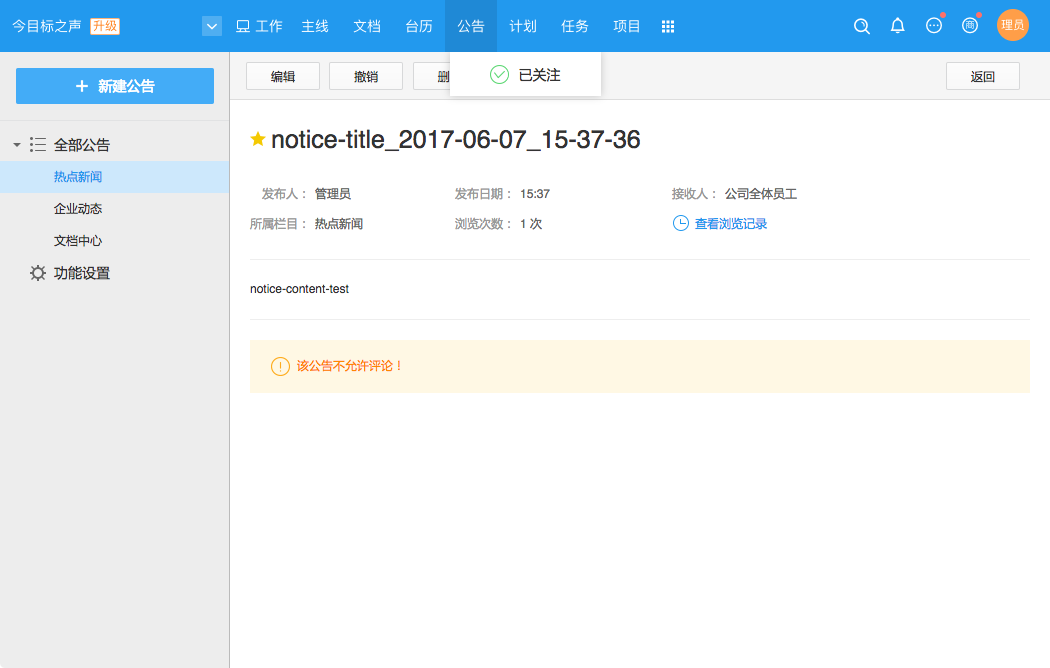 今目标之声 升级 工作 主线 文档 台历 公告 计划 任务 项目 商 理员
+ 新建公告
编辑 撤销 删 已关注 返回
全部公告
热点新闻
企业动态
文档中心
功能设置
notice-title_2017-06-07_15-37-36
发布人： 管理员 发布日期： 15:37 接收人： 公司全体员工
所属栏目： 热点新闻 浏览次数： 1 次 查看浏览记录
notice-content-test
该公告不允许评论！